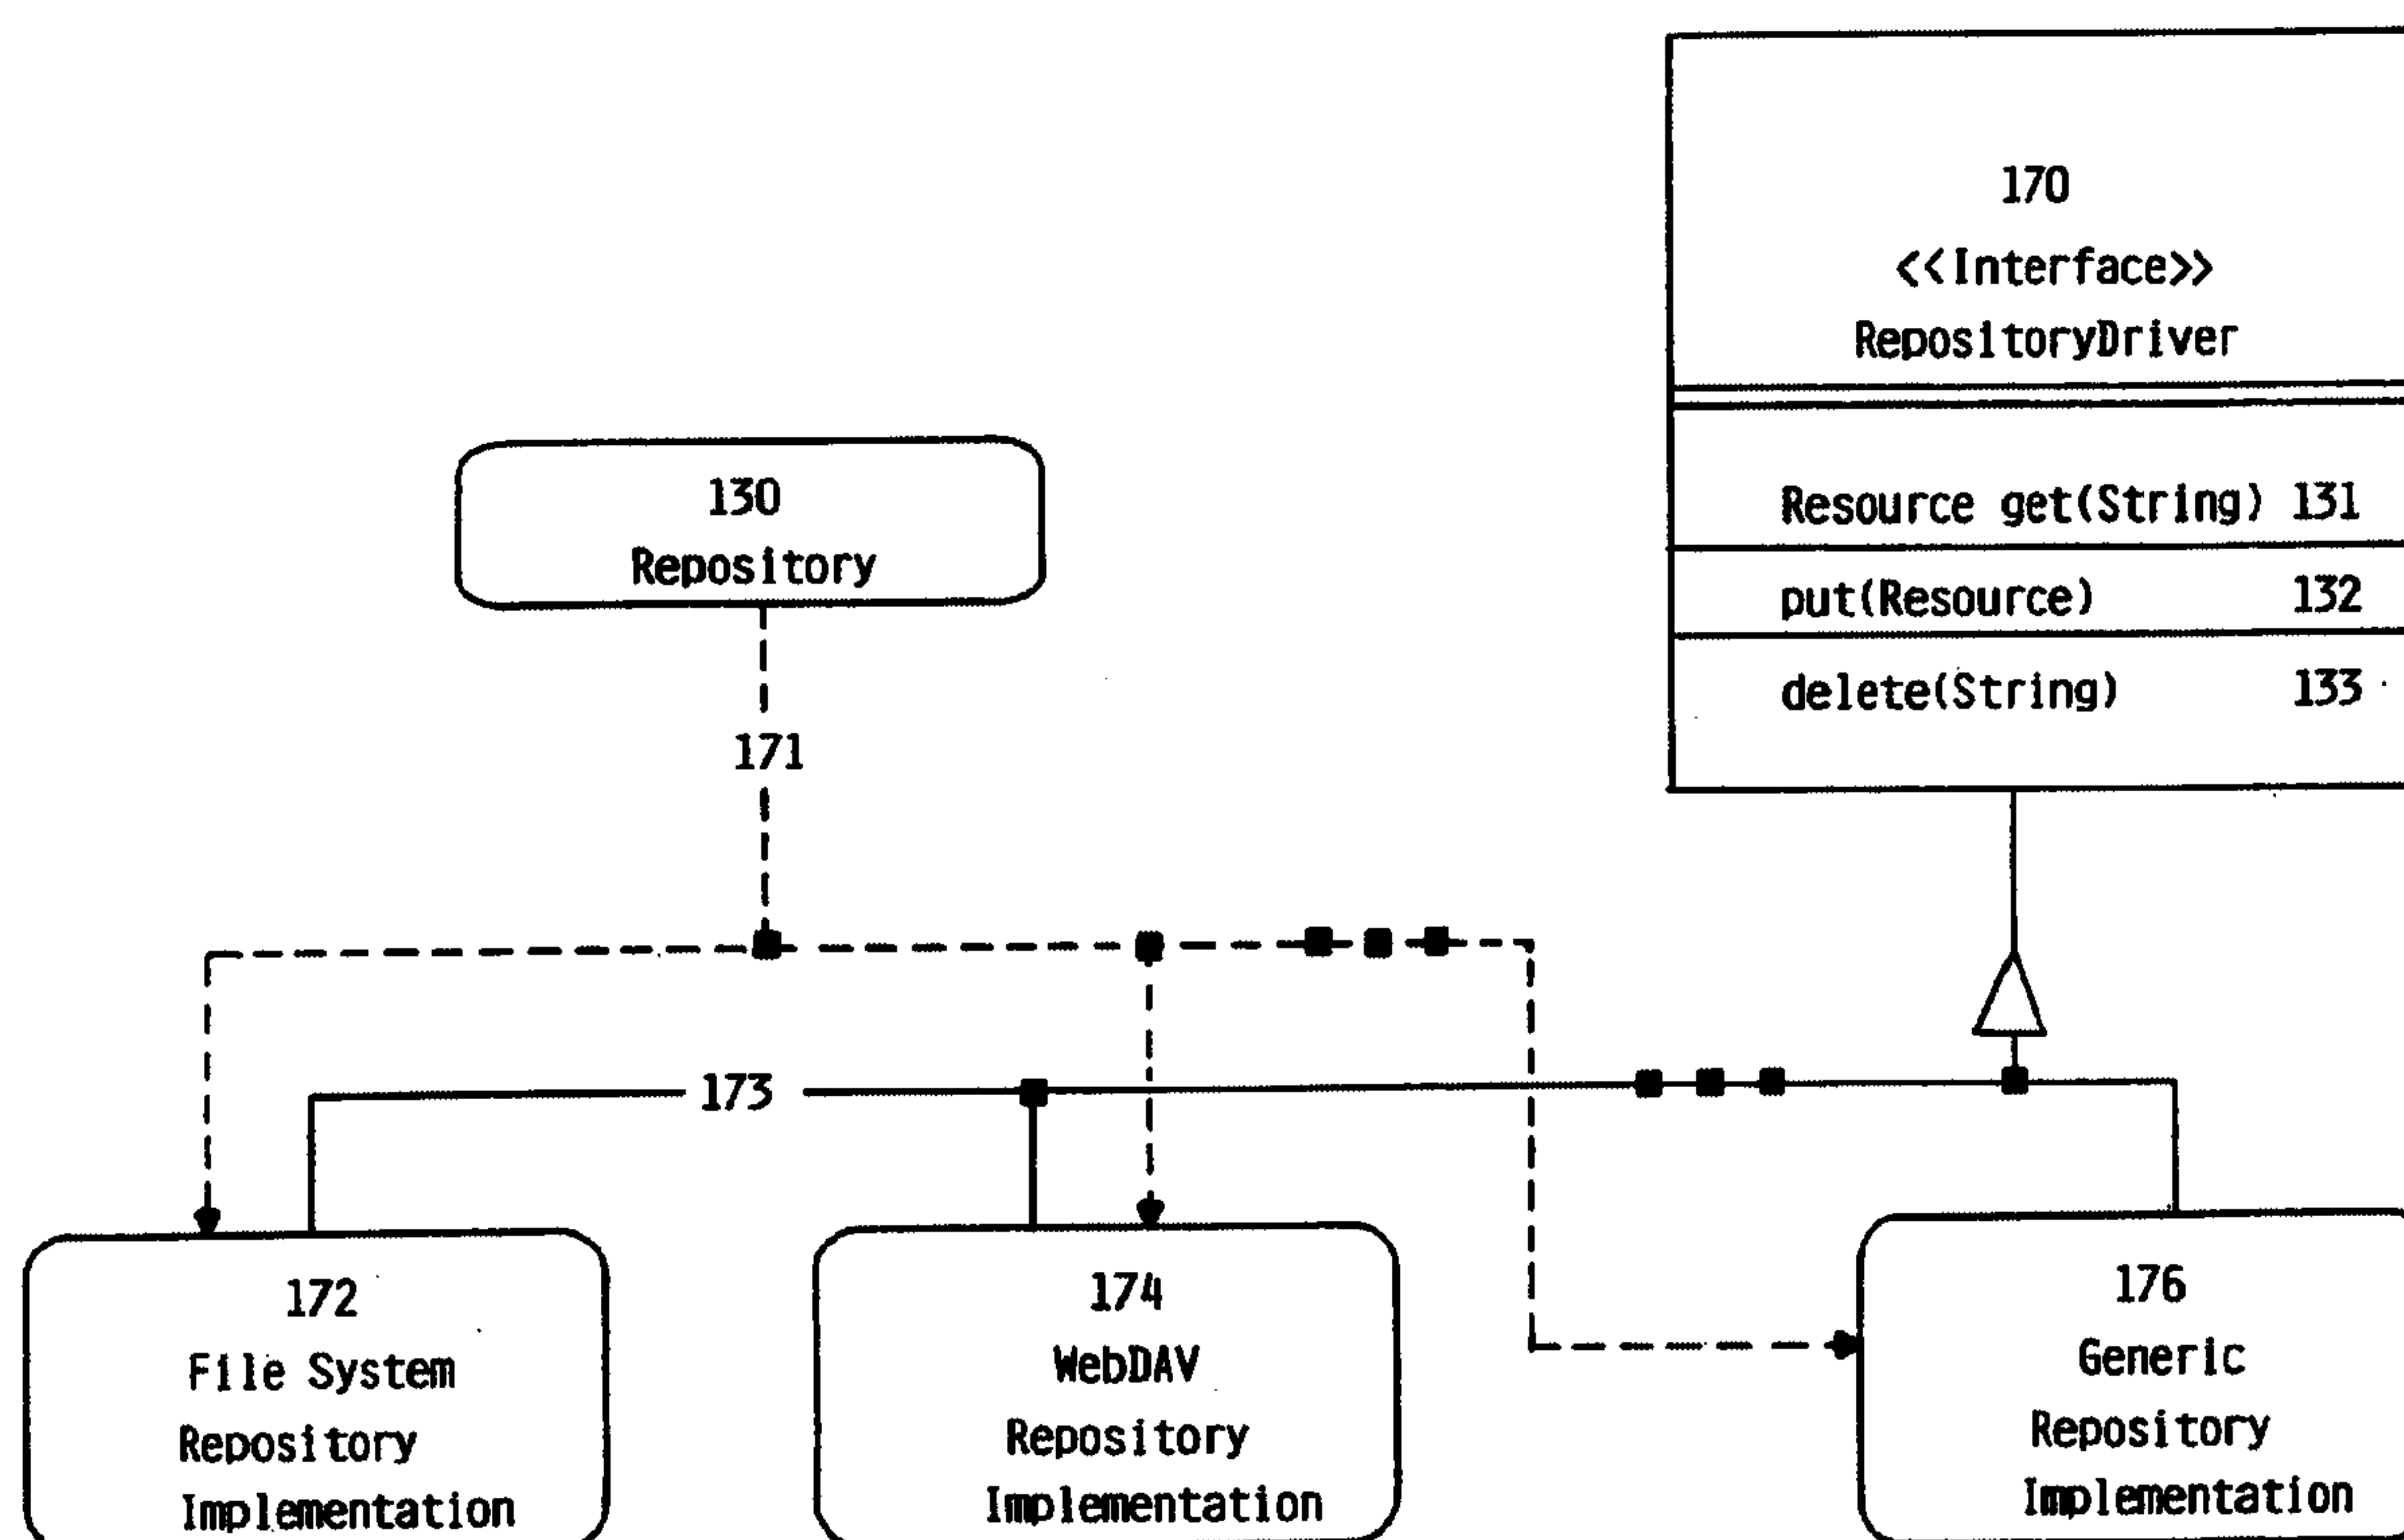 170
<<Interface>>
RepositoryDriver
Resource get(String) 131
put(Resource) 132
delete(String) 133
130
Repository
171
173
172
File System
Repository
Implementation
174
WebDAV
Repository
Implementation
176
Generic
Repository
Implementation